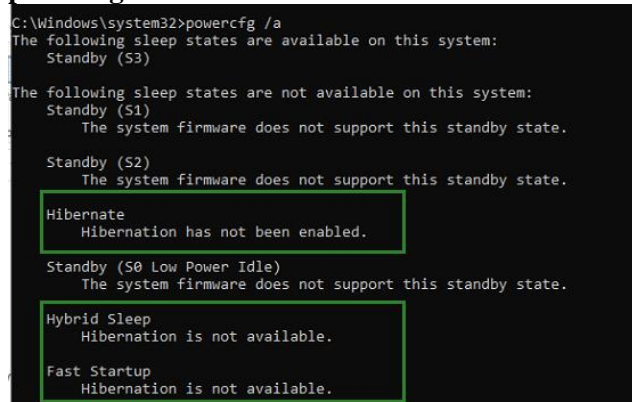 C:\Windows\system32>powercfg /a
The following sleep states are available on this system:
Standby (S3)
The following sleep states are not available on this system:
Standby (S1)
The system firmware does not support this standby state.
Standby (S2)
The system firmware does not support this standby state.
Hibernate
Hibernation has not been enabled.
Standby (S0 Low Power Idle)
The system firmware does not support this standby state.
Hybrid Sleep
Hibernation is not available.
Fast Startup
Hibernation is not available.